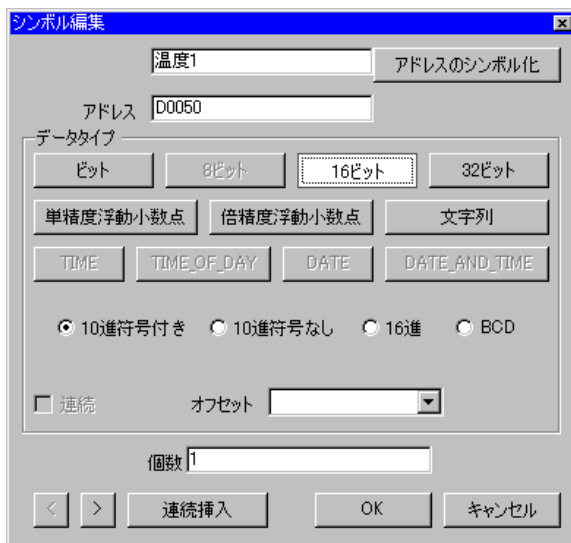 シンボル編集
温度1
アドレスのシンボル化
アドレス D0050
データタイプ
ビット 8ビット 16ビット 32ビット
単精度浮動小数点 倍精度浮動小数点 文字列
TIME TIME_OF_DAY DATE DATE_AND_TIME
10進符号付き 10進符号なし 16進 BCD
連続 オフセット
個数 1
< > 連続挿入 OK キャンセル